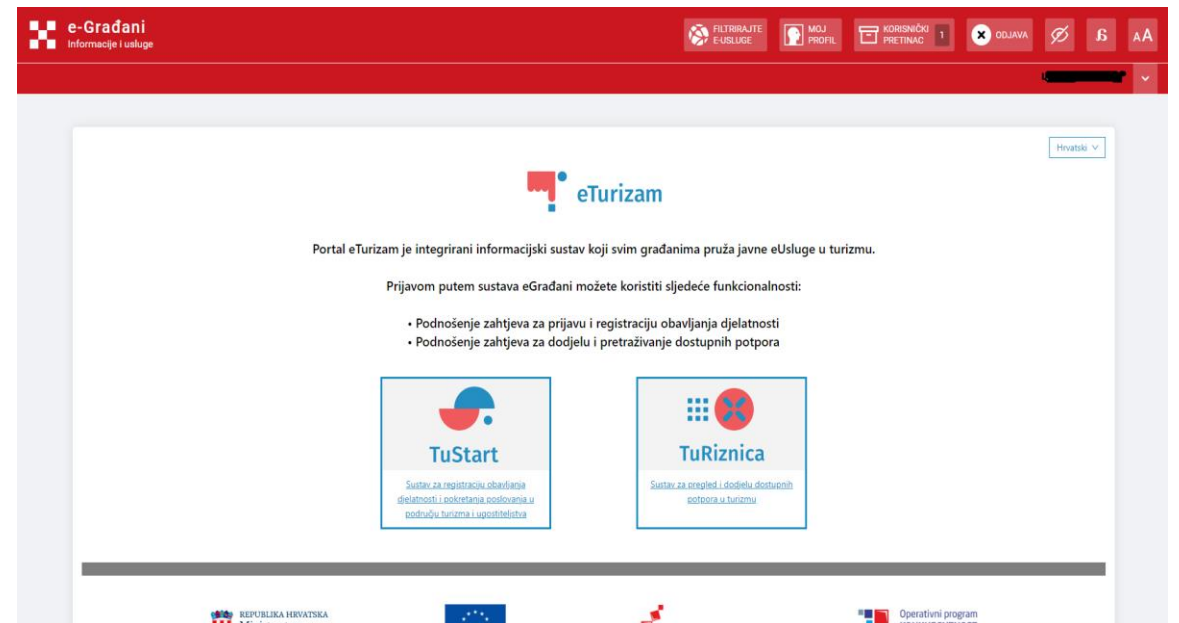 e-Građani
Informacije i usluge
FILTRIRAJTE
E-USLUGE
MOJ
PROFIL
KORISNIČKI
PRETINAC
1
ODJAVA
AA
Hrvatski
eTurizam
Portal eTurizam je integrirani informacijski sustav koji svim građanima pruža javne eUsluge u turizmu.
Prijavom putem sustava eGrađani možete koristiti sljedeće funkcionalnosti:
• Podnošenje zahtjeva za prijavu i registraciju obavljanja djelatnosti
• Podnošenje zahtjeva za dodjelu i pretraživanje dostupnih potpora
TuStart
Sustav za registraciju obavljanja
djelatnosti i pokretanja poslovanja u
području turizma i ugostiteljstva
TuRiznica
Sustav za pregled i dodjelu dostupnih
potpora u turizmu
REPUBLIKA HRVATSKA
Operativni program